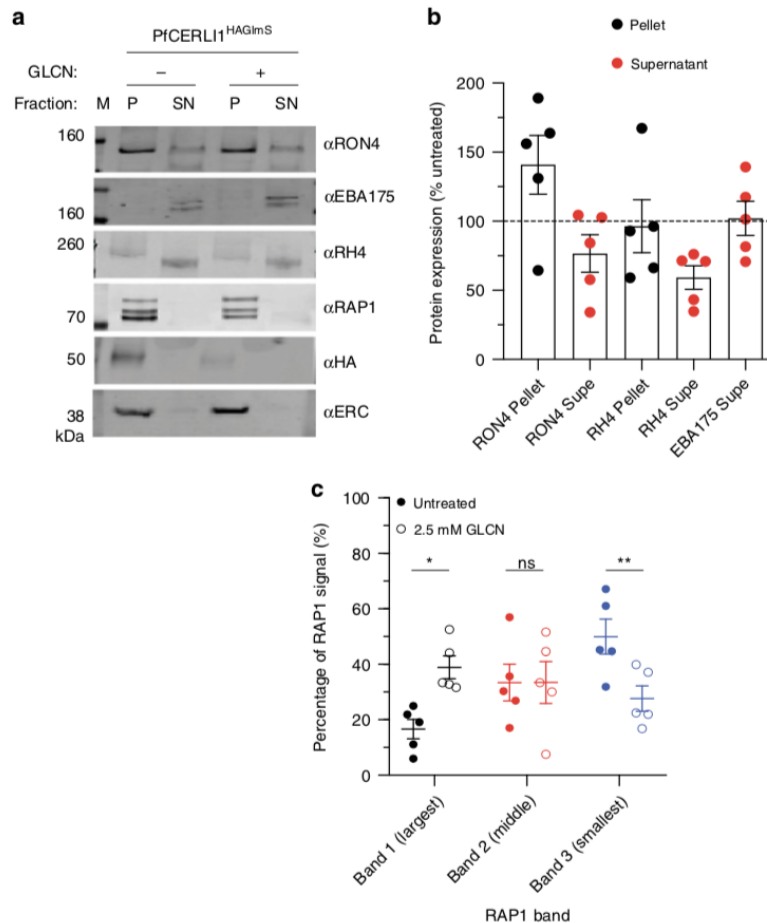 a
PfCERLI1HAGlmS
GLCN: – +
Fraction: M P SN P SN
160 αRON4
αEBA175
160
260 αRH4
αRAP1
70
50 αHA
38 αERC
kDa
b
Pellet
Supernatant
Protein expression (% untreated)
200
150
100
50
0
RON4 Pellet
RON4 Supe
RH4 Pellet
RH4 Supe
EBA175 Supe
c
Untreated
2.5 mM GLCN
Percentage of RAP1 signal (%)
100
80
60
40
20
0
* ns **
Band 1 (largest)
Band 2 (middle)
Band 3 (smallest)
RAP1 band